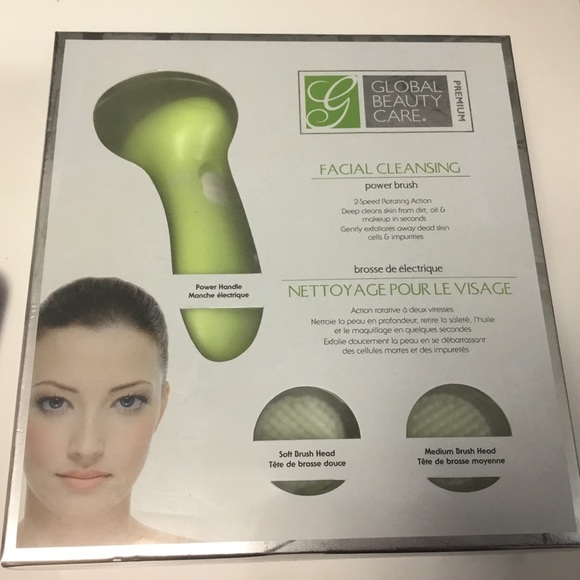 G
GLOBAL
BEAUTY
CARE®
PREMIUM
FACIAL CLEANSING
power brush
2-Speed Rotating Action
Deep cleans skin from dirt, oil &
makeup in seconds
Gently exfoliates away dead skin
cells & impurities
Power Handle
Manche électrique
brosse de électrique
NETTOYAGE POUR LE VISAGE
Action rotative à deux vitesses
Nettoie la peau en profondeur, retire la saleté, l'huile
et le maquillage en quelques secondes
Exfolie doucement la peau en se débarrassant
des cellules mortes et des impuretés
Soft Brush Head
Tête de brosse douce
Medium Brush Head
Tête de brosse moyenne